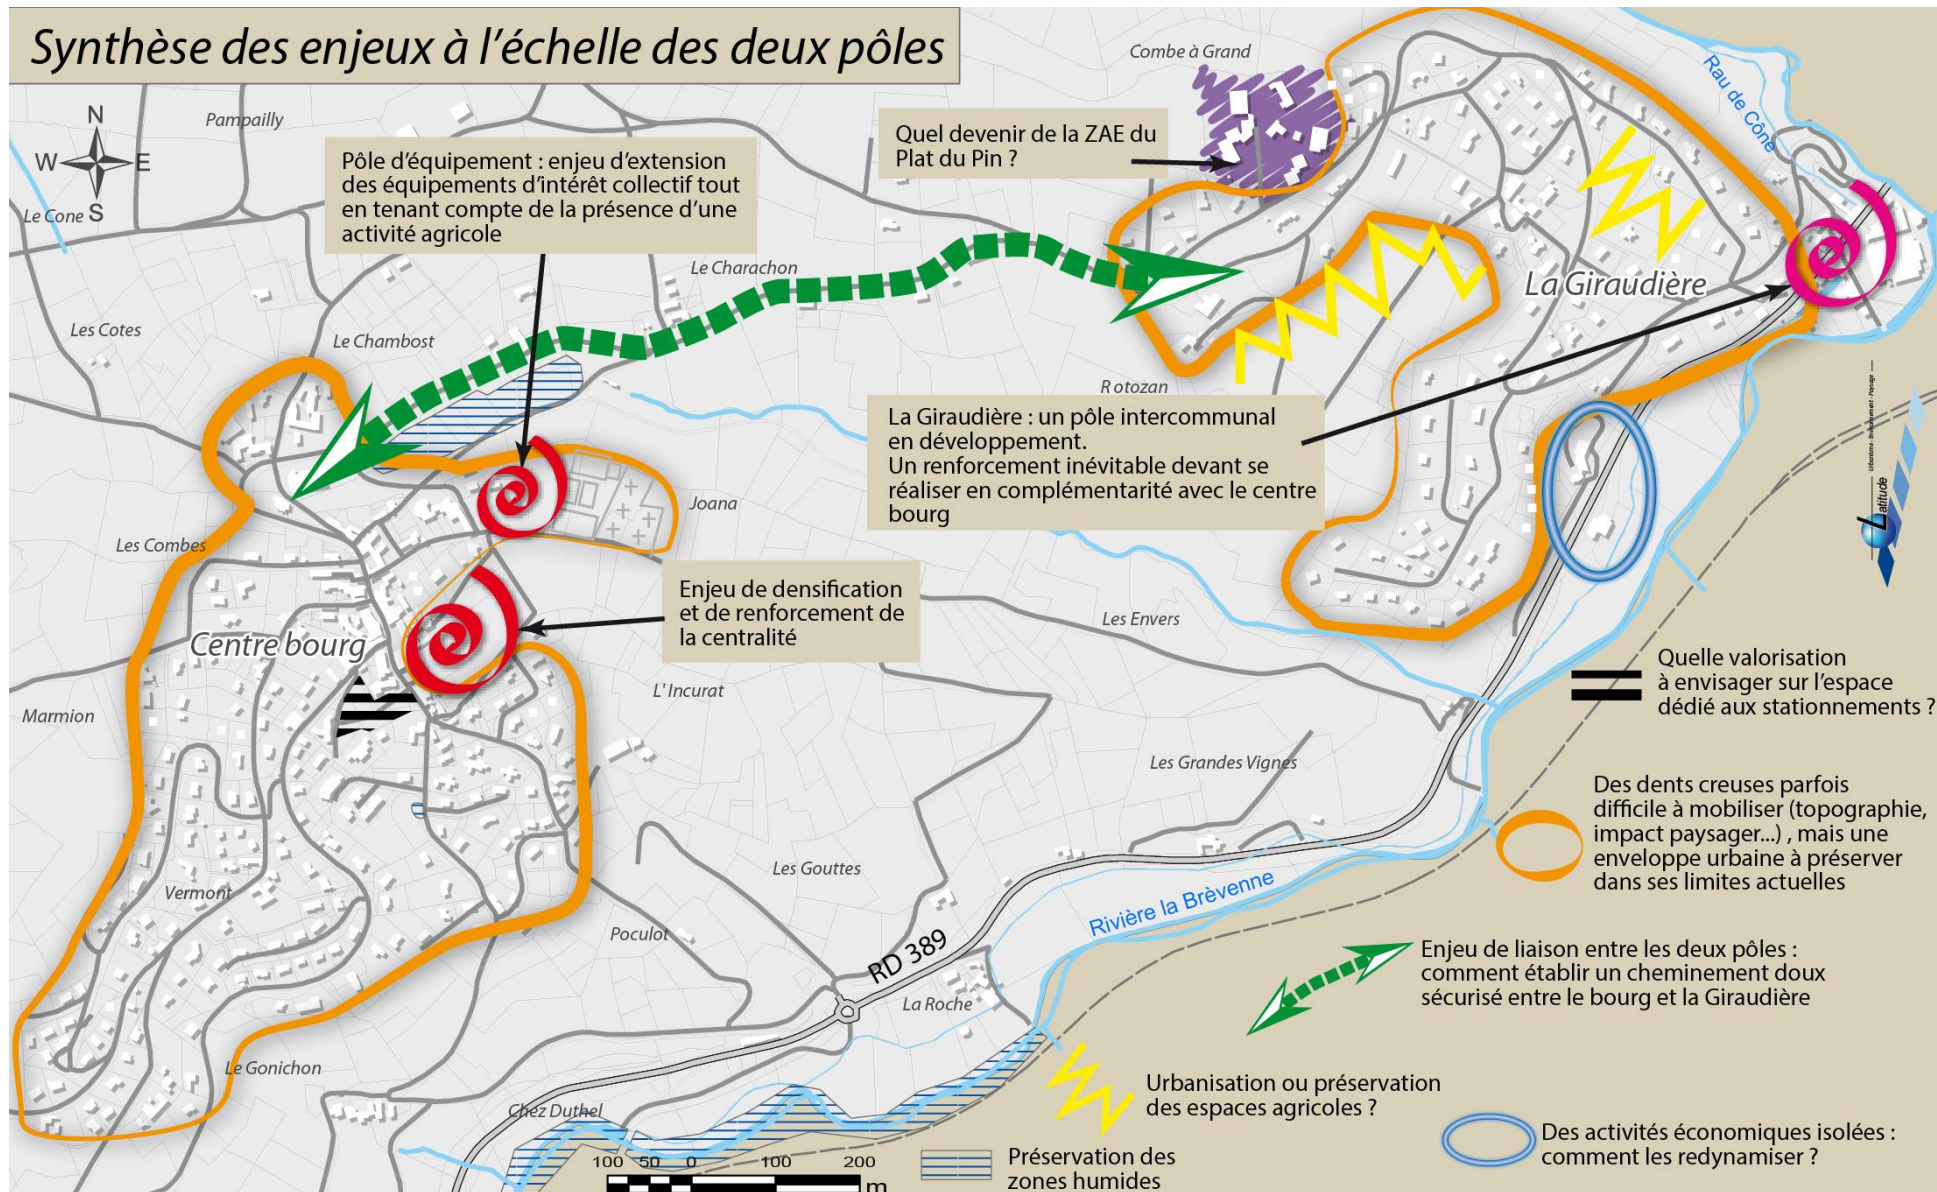 Synthèse des enjeux à l'échelle des deux pôles
N
W E
S
Pampailly
Le Cone
Combe à Grand
Rau de Cône
Quel devenir de la ZAE du
Plat du Pin ?
Pôle d'équipement : enjeu d'extension
des équipements d'intérêt collectif tout
en tenant compte de la présence d'une
activité agricole
Le Charachon
La Giraudière
Les Cotes
Le Chambost
Rotozan
La Giraudière : un pôle intercommunal
en développement.
Un renforcement inévitable devant se
réaliser en complémentarité avec le centre
bourg
Latitude
Joana
Les Combes
Enjeu de densification
et de renforcement de
la centralité
Les Envers
Centre bourg
L'Incurat
Marmion
Quelle valorisation
à envisager sur l'espace
dédié aux stationnements ?
Les Grandes Vignes
Des dents creuses parfois
difficile à mobiliser (topographie,
impact paysager...) , mais une
enveloppe urbaine à préserver
dans ses limites actuelles
Les Gouttes
Vermont
Rivière la Brèvenne
Poculot
RD 389
La Roche
Enjeu de liaison entre les deux pôles :
comment établir un cheminement doux
sécurisé entre le bourg et la Giraudière
Le Gonichon
Chez Duthel
Urbanisation ou préservation
des espaces agricoles ?
Des activités économiques isolées :
comment les redynamiser ?
100 50 0 100 200
m
Préservation des
zones humides